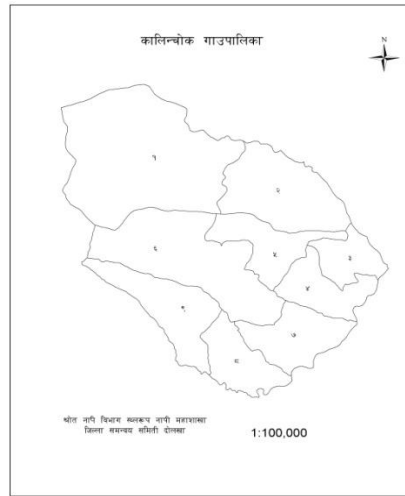 कालिन्चोक गाउपालिका
N
१
२
३
५
६
४
९
७
८
श्रोत नापि विभाग स्थलरूप नापी महाशाखा
जिल्ला समन्वय समिती दोलखा
1:100,000